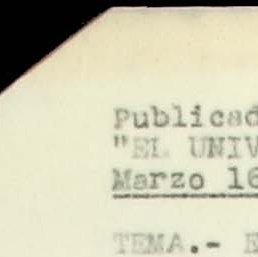 Publicad
"EL UNIV
Marzo 16
TEMA.- E